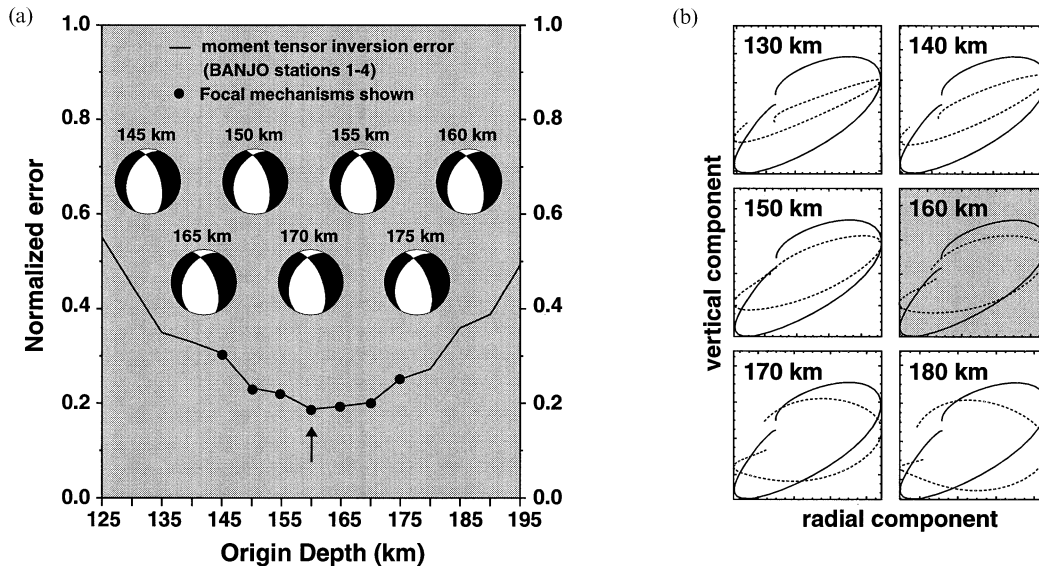 (a)
moment tensor inversion error
(BANJO stations 1-4)
Focal mechanisms shown
145 km 150 km 155 km 160 km
165 km 170 km 175 km
Normalized error
1.0 1.0
0.8 0.8
0.6 0.6
0.4 0.4
0.2 0.2
0.0 0.0
125 135 145 155 165 175 185 195
Origin Depth (km)
(b)
130 km 140 km
150 km 160 km
170 km 180 km
vertical component
radial component